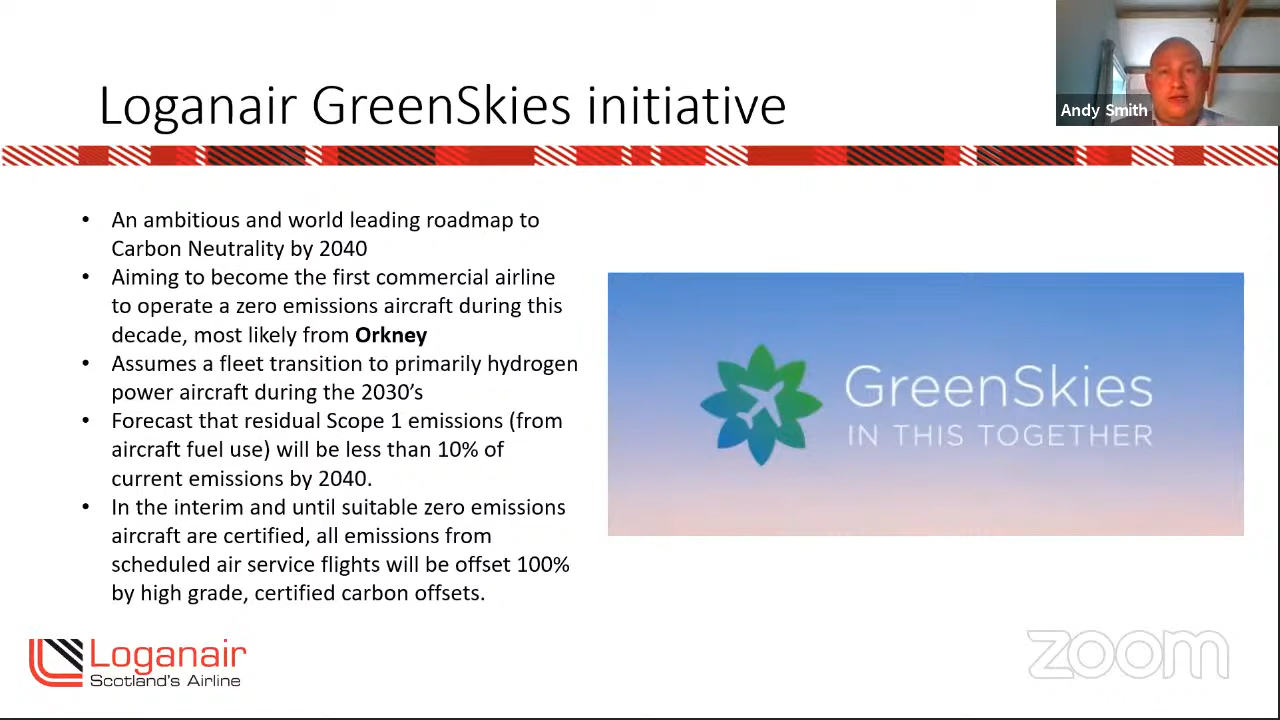 Loganair GreenSkies initiative
Andy Smith
• An ambitious and world leading roadmap to
Carbon Neutrality by 2040
• Aiming to become the first commercial airline
to operate a zero emissions aircraft during this
decade, most likely from Orkney
• Assumes a fleet transition to primarily hydrogen
power aircraft during the 2030’s
• Forecast that residual Scope 1 emissions (from
aircraft fuel use) will be less than 10% of
current emissions by 2040.
• In the interim and until suitable zero emissions
aircraft are certified, all emissions from
scheduled air service flights will be offset 100%
by high grade, certified carbon offsets.
GreenSkies
IN THIS TOGETHER
Loganair
Scotland's Airline
zoom